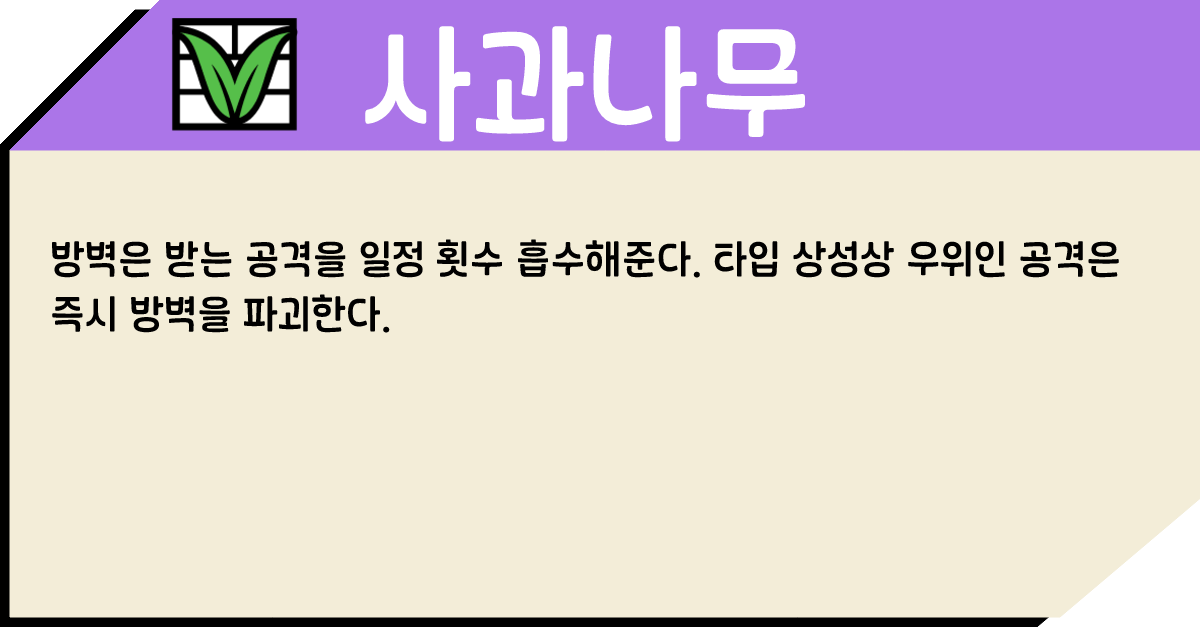 사과나무
방벽은 받는 공격을 일정 횟수 흡수해준다. 타입 상성상 우위인 공격은
즉시 방벽을 파괴한다.